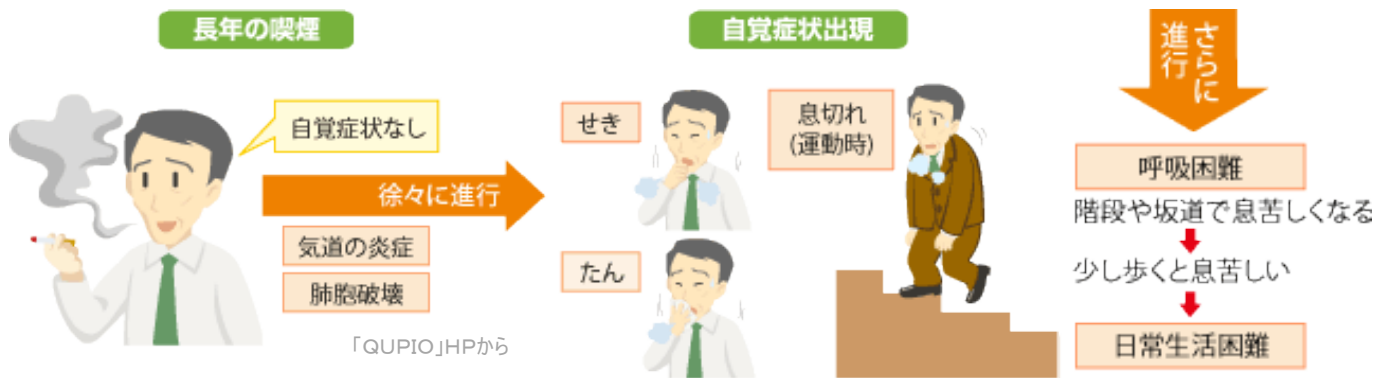 長年の喫煙
自覚症状なし
徐々に進行
気道の炎症
肺胞破壊
「QUPIO」HPから
自覚症状出現
せき
たん
息切れ
(運動時)
さらに
進行
呼吸困難
階段や坂道で息苦しくなる
少し歩くと息苦しい
日常生活困難